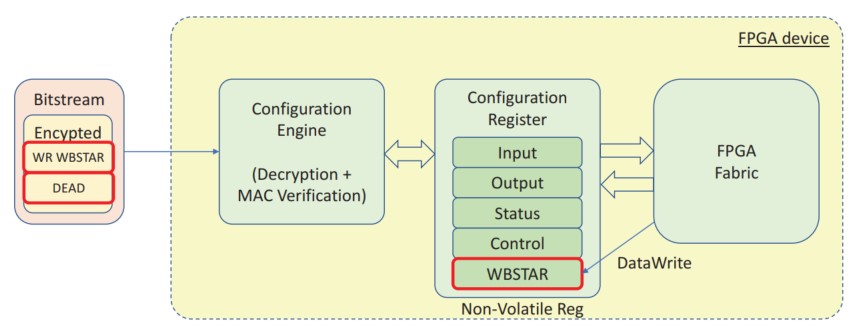 FPGA device
Bitstream
Encypted
WR WBSTAR
DEAD
Configuration
Engine
(Decryption +
MAC Verification)
Configuration
Register
Input
Output
Status
Control
WBSTAR
Non-Volatile Reg
FPGA
Fabric
DataWrite